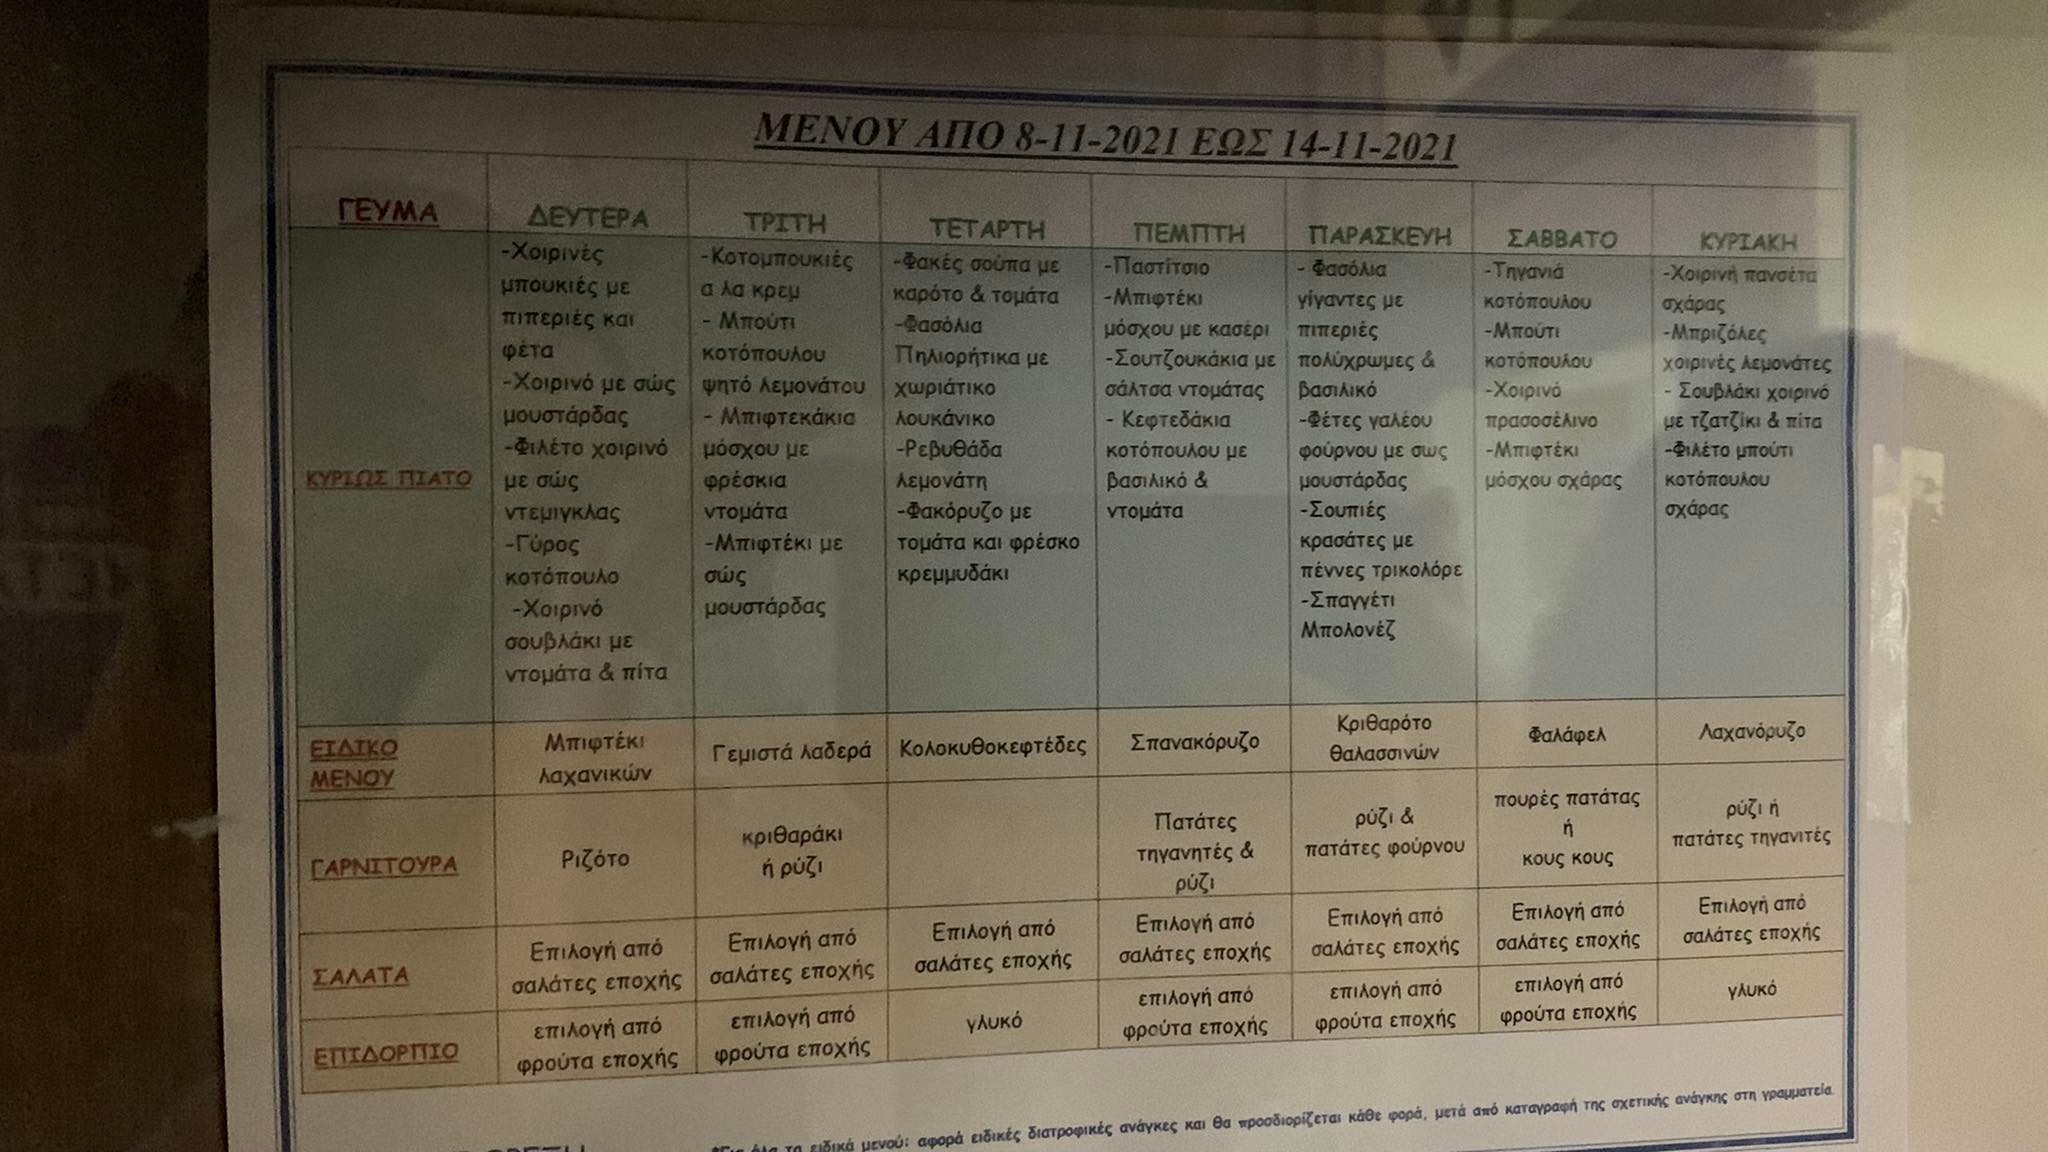 ΜΕΝΟΥ ΑΠΟ 8-11-2021 ΕΩΣ 14-11-2021
ΓΕΥΜΑ
ΔΕΥΤΕΡΑ
ΤΡΙΤΗ
ΤΕΤΑΡΤΗ
ΠΕΜΠΤΗ
ΠΑΡΑΣΚΕΥΗ
ΣΑΒΒΑΤΟ
ΚΥΡΙΑΚΗ
ΚΥΡΙΩΣ ΠΙΑΤΟ
-Χοιρινές
μπουκιές με
πιπεριές και
φέτα
-Χοιρινό με σώς
μουστάρδας
-Φιλέτο χοιρινό
με σώς
ντεμιγκλας
-Γύρος
κοτόπουλο
-Χοιρινό
σουβλάκι με
ντομάτα & πίτα
-Κοτομπουκιές
α λα κρεμ
- Μπούτι
κοτόπουλου
ψητό λεμονάτου
- Μπιφτεκάκια
μόσχου με
φρέσκια
ντομάτα
-Μπιφτέκι με
σώς
μουστάρδας
-Φακές σούπα με
καρότο & τομάτα
-Φασόλια
Πηλιορήτικα με
χωριάτικο
λουκάνικο
-Ρεβυθάδα
λεμονάτη
-Φακόρυζο με
τομάτα και φρέσκο
κρεμμυδάκι
-Παστίτσιο
-Μπιφτέκι
μόσχου με κασέρι
-Σουτζουκάκια με
σάλτσα ντομάτας
- Κεφτεδάκια
κοτόπουλου με
βασιλικό &
ντομάτα
- Φασόλια
γίγαντες με
πιπεριές
πολύχρωμες &
βασιλικό
-Φέτες γαλέου
φούρνου με σως
μουστάρδας
-Σουπιές
κρασάτες με
πέννες τρικολόρε
-Σπαγγέτι
Μπολονέζ
-Τηγανιά
κοτόπουλου
-Μπούτι
κοτόπουλου
-Χοιρινό
πρασοσέλινο
-Μπιφτέκι
μόσχου σχάρας
-Χοιρινή πανσέτα
σχάρας
-Μπριζόλες
χοιρινές λεμονάτες
- Σουβλάκι χοιρινό
με τζατζίκι & πίτα
-Φιλέτο μπούτι
κοτόπουλου
σχάρας
ΕΙΔΙΚΟ
ΜΕΝΟΥ
Μπιφτέκι
λαχανικών
Γεμιστά λαδερά
Κολοκυθοκεφτέδες
Σπανακόρυζο
Κριθαρότο
θαλασσινών
Φαλάφελ
Λαχανόρυζο
ΓΑΡΝΙΤΟΥΡΑ
Ριζότο
κριθαράκι
ή ρύζι
Πατάτες
τηγανητές &
ρύζι
ρύζι &
πατάτες φούρνου
πουρές πατάτας
ή
κους κους
ρύζι ή
πατάτες τηγανιτές
ΣΑΛΑΤΑ
Επιλογή από
σαλάτες εποχής
Επιλογή από
σαλάτες εποχής
Επιλογή από
σαλάτες εποχής
Επιλογή από
σαλάτες εποχής
Επιλογή από
σαλάτες εποχής
Επιλογή από
σαλάτες εποχής
Επιλογή από
σαλάτες εποχής
ΕΠΙΔΟΡΠΙΟ
επιλογή από
φρούτα εποχής
επιλογή από
φρούτα εποχής
γλυκό
επιλογή από
φρούτα εποχής
επιλογή από
φρούτα εποχής
επιλογή από
φρούτα εποχής
γλυκό
ειδικά μενού: αφορά ειδικές διατροφικές ανάγκες και θα προσδιορίζεται κάθε φορά, μετά από καταγραφή της σχετικής ανάγκης στη γραμματεία.